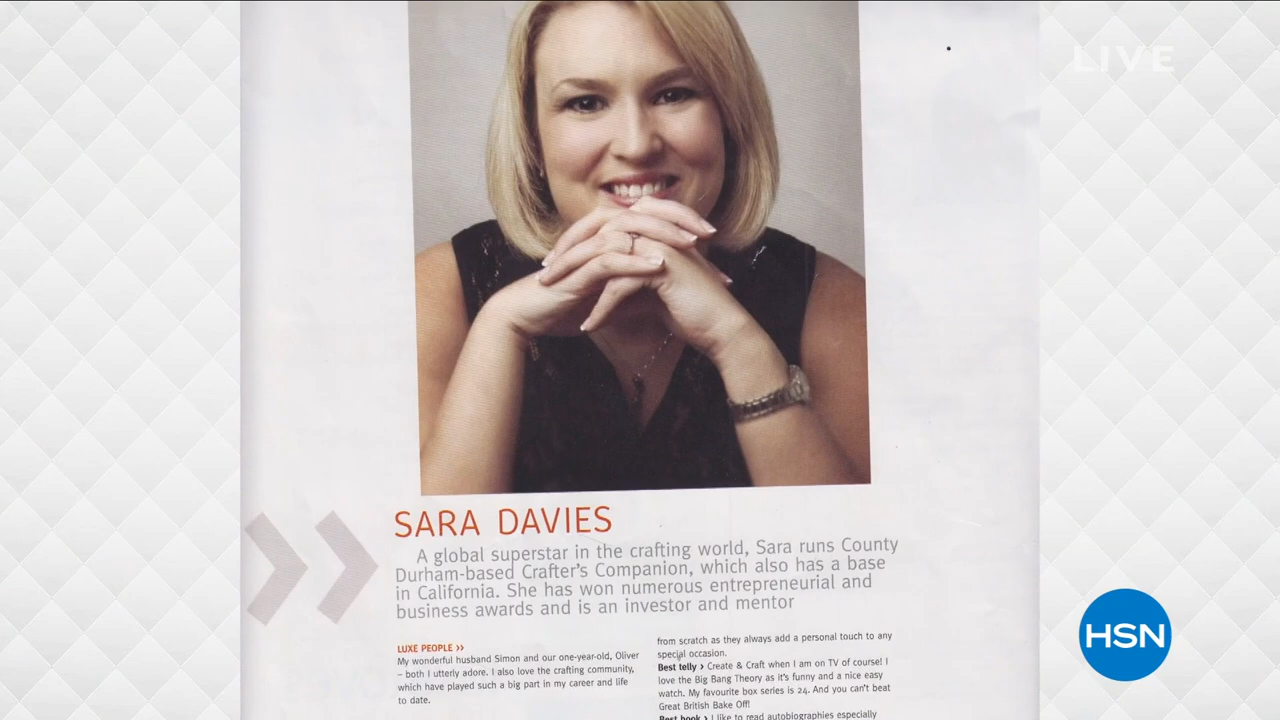 LIVE
SARA DAVIES
A global superstar in the crafting world, Sara runs County
Durham-based Crafter's Companion, which also has a base
in California. She has won numerous entrepreneurial and
business awards and is an investor and mentor
LUXE PEOPLE >>
My wonderful husband Simon and our one-year-old, Oliver
– both I utterly adore. I also love the crafting community,
which have played such a big part in my career and life
to date.
from scratch as they always add a personal touch to any
special occasion.
Best telly > Create & Craft when I am on TV of course! I
love the Big Bang Theory as it's funny and a nice easy
watch. My favourite box series is 24. And you can't beat
Great British Bake Off!
Best book > I like to read autobiographies especially
HSN